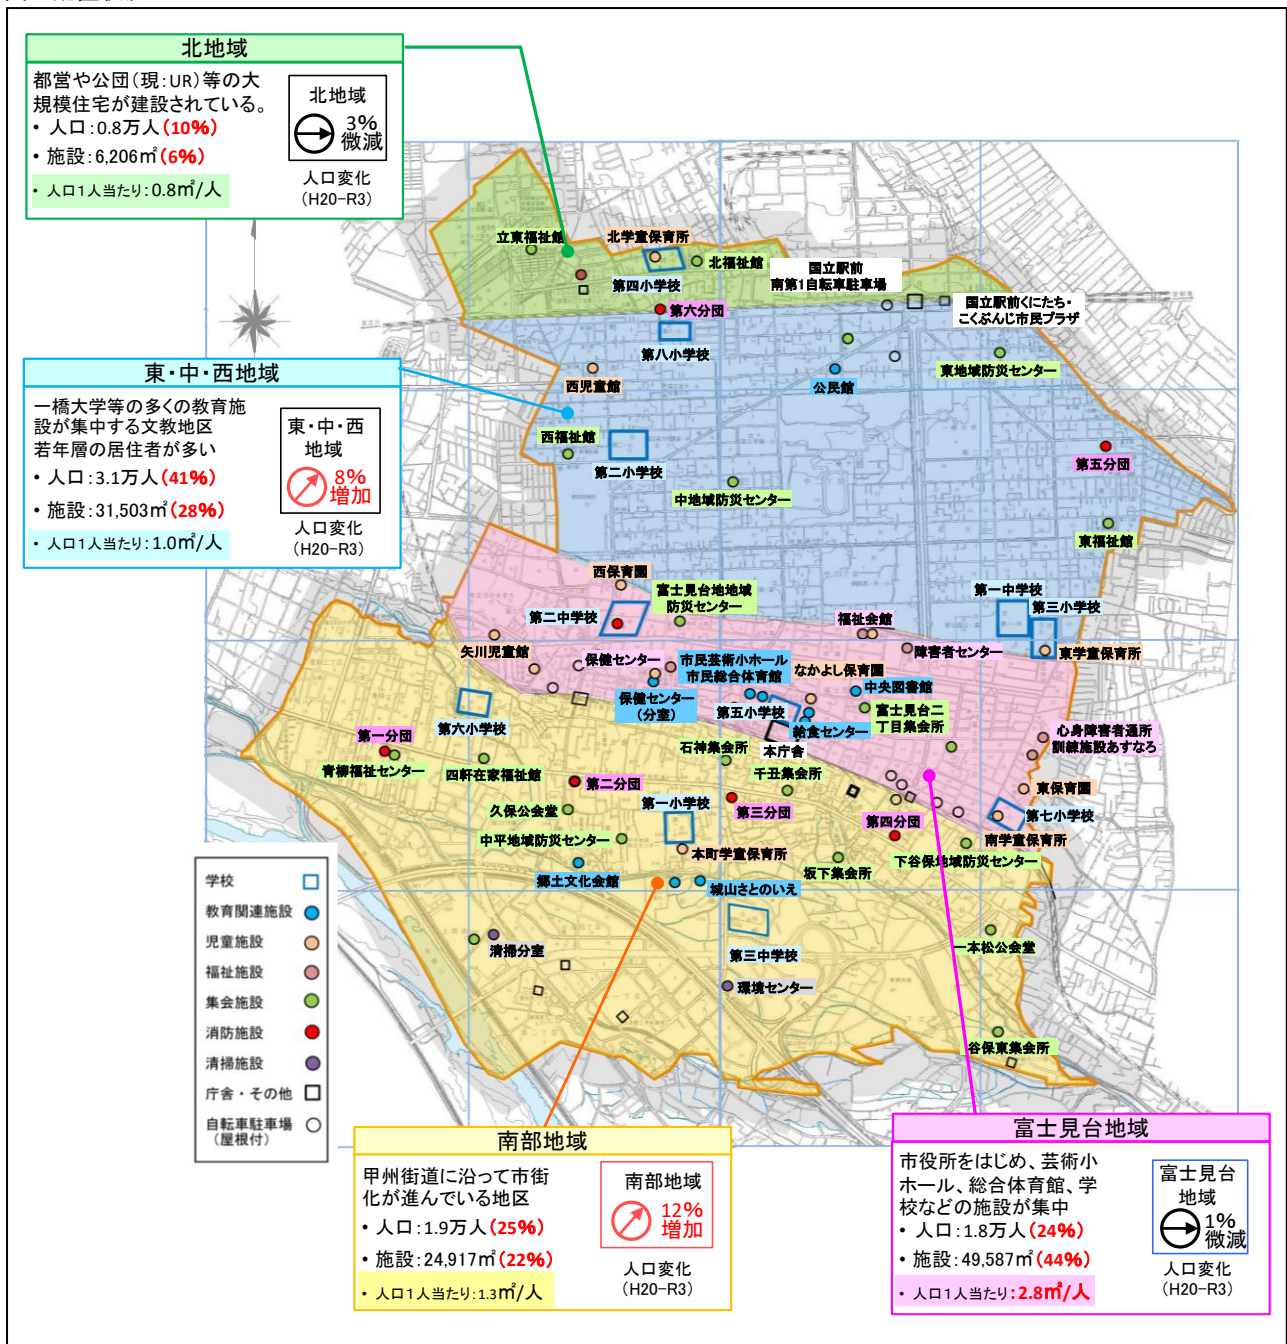 北地域
都営や公団(現:UR)等の大
規模住宅が建設されている。
• 人口:0.8万人(10%)
• 施設:6,206㎡(6%)
• 人口1人当たり:0.8㎡/人
北地域
3%
微減
人口変化
(H20-R3)
東・中・西地域
一橋大学等の多くの教育施
設が集中する文教地区
若年層の居住者が多い
• 人口:3.1万人(41%)
• 施設:31,503㎡(28%)
• 人口1人当たり:1.0㎡/人
東・中・西
地域
8%
増加
人口変化
(H20-R3)
立東福祉館
北学童保育所
北福祉館
第四小学校
国立駅前
南第1自転車駐車場
国立駅前くにたち・
こくぶんじ市民プラザ
第六分団
第八小学校
西児童館
公民館
東地域防災センター
西福祉館
第二小学校
中地域防災センター
第五分団
東福祉館
西保育園
富士見台地地域
防災センター
第二中学校
福祉会館
第一中学校
第三小学校
矢川児童館
保健センター
市民芸術小ホール
市民総合体育館
なかよし保育園
障害者センター
東学童保育所
中央図書館
保健センター
(分室)
第五小学校
給食センター
富士見台二
丁目集会所
第六小学校
本庁舎
心身障害者通所
訓練施設あすなろ
第一分団
青柳福祉センター
四軒在家福祉館
石神集会所
千丑集会所
第二分団
第一小学校
第三分団
東保育園
久保公会堂
第四分団
第七小学校
中平地域防災センター
南学童保育所
本町学童保育所
坂下集会所
下谷保地域防災センター
郷土文化会館
城山さとのいえ
清掃分室
第三中学校
一本松公会堂
環境センター
谷保東集会所
学校
教育関連施設
児童施設
福祉施設
集会施設
消防施設
清掃施設
庁舎・その他
自転車駐車場
(屋根付)
南部地域
甲州街道に沿って市街
化が進んでいる地区
• 人口:1.9万人(25%)
• 施設:24,917㎡(22%)
• 人口1人当たり:1.3㎡/人
南部地域
12%
増加
人口変化
(H20-R3)
富士見台地域
市役所をはじめ、芸術小
ホール、総合体育館、学
校などの施設が集中
• 人口:1.8万人(24%)
• 施設:49,587㎡(44%)
• 人口1人当たり:2.8㎡/人
富士見台
地域
1%
微減
人口変化
(H20-R3)